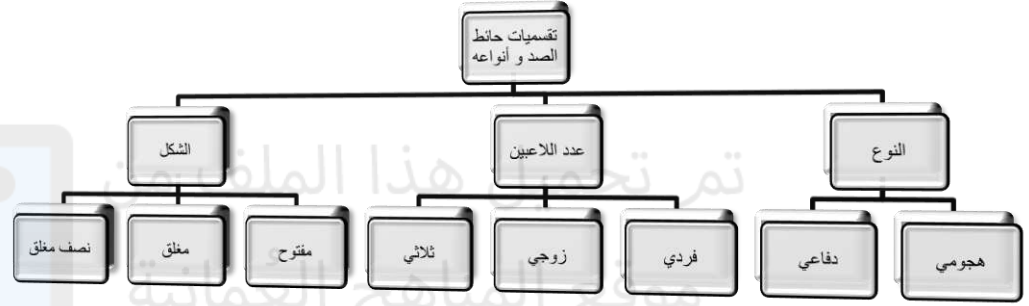 تقسميات حائط
الصد و أنواعه
النوع
عدد اللاعبين
الشكل
هجومي
دفاعي
فردي
زوجي
ثلاثي
مفتوح
مغلق
نصف مغلق
تم تحميل هذا الملف من
موقع المناهج العمانية